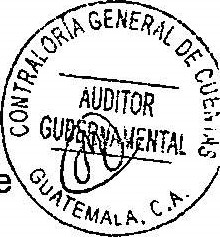 CONTRALORÍA GENERAL DE CUENTAS
AUDITOR
GUBERNAMENTAL
e
GUATEMALA, C.A.